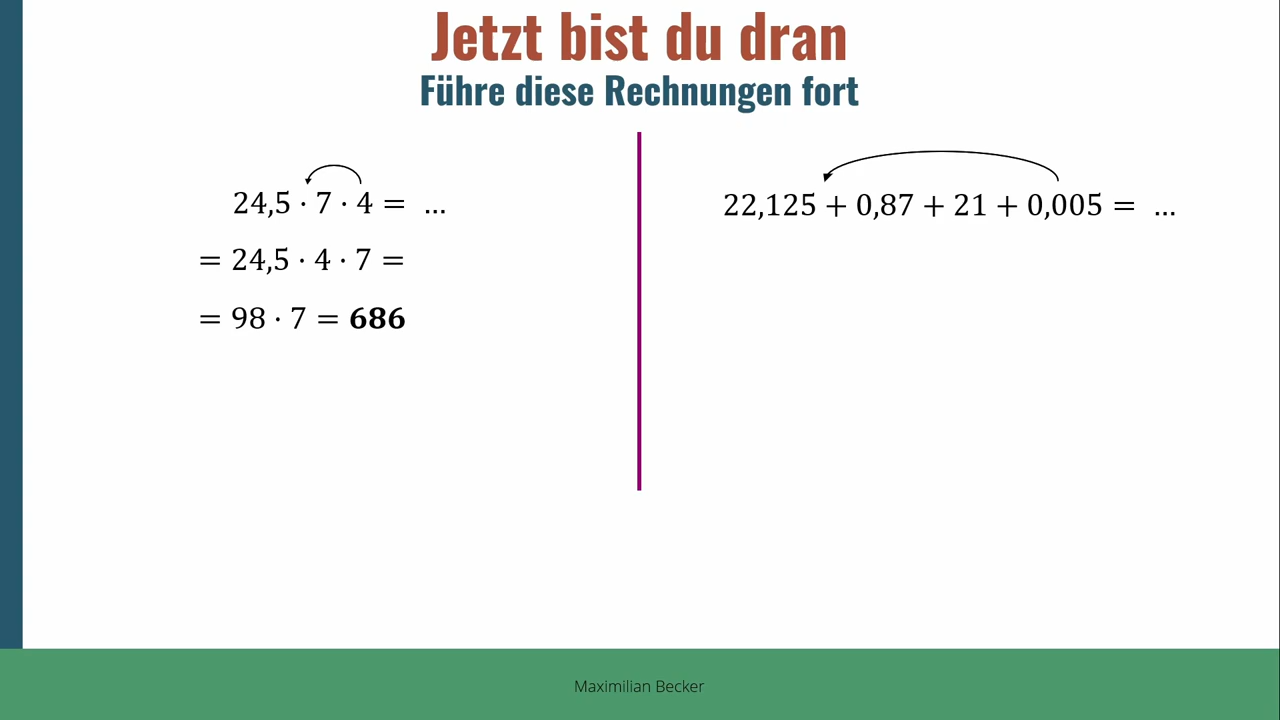 Jetzt bist du dran
Führe diese Rechnungen fort
24,5 · 7 · 4 = ...
= 24,5 · 4 · 7 =
= 98 · 7 = 686
22,125 + 0,87 + 21 + 0,005 = ...
Maximilian Becker